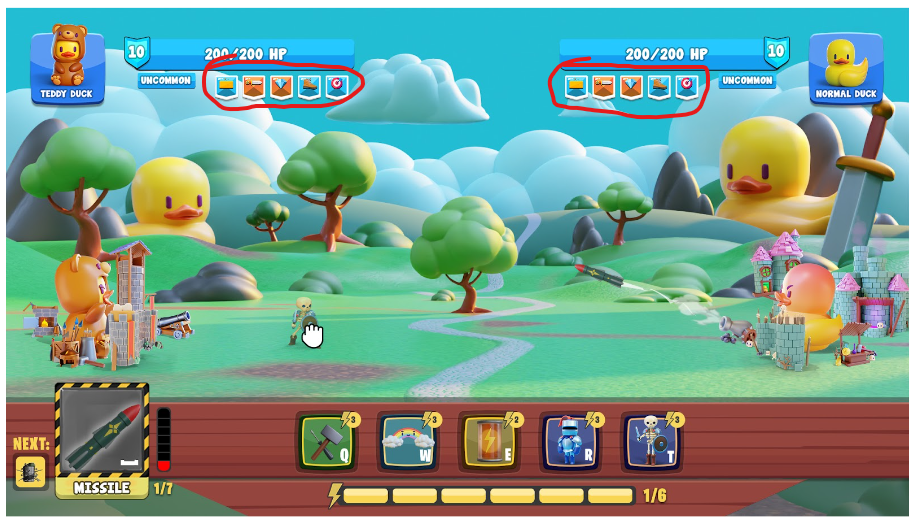 10
200/200 HP
UNCOMMON
TEDDY DUCK
200/200 HP
10
UNCOMMON
NORMAL DUCK
NEXT:
MISSILE
1/7
3
Q
3
W
2
E
3
R
3
T
1/6